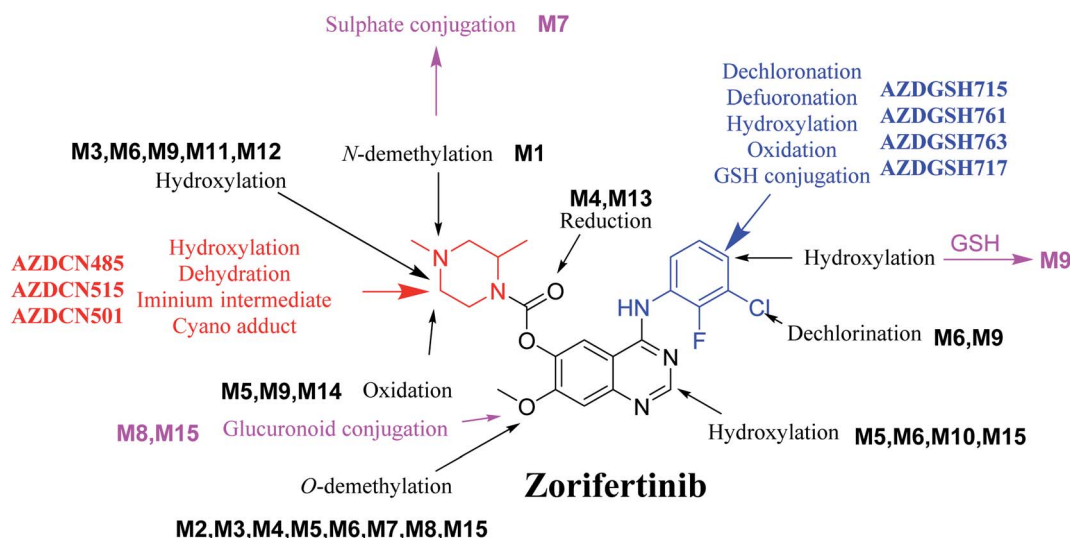 Sulphate conjugation M7
Dechloronation
Defuoronation
Hydroxylation
Oxidation
GSH conjugation
AZDGSH715
AZDGSH761
AZDGSH763
AZDGSH717
M3,M6,M9,M11,M12
Hydroxylation
N-demethylation M1
M4,M13
Reduction
AZDCN485
AZDCN515
AZDCN501
Hydroxylation
Dehydration
Iminium intermediate
Cyano adduct
N
N
O
O
HN
F
Cl
N
N
O
Hydroxylation
GSH
M9
Dechlorination M6,M9
M5,M9,M14 Oxidation
M8,M15 Glucuronoid conjugation
Hydroxylation M5,M6,M10,M15
O-demethylation
M2,M3,M4,M5,M6,M7,M8,M15
Zorifertinib